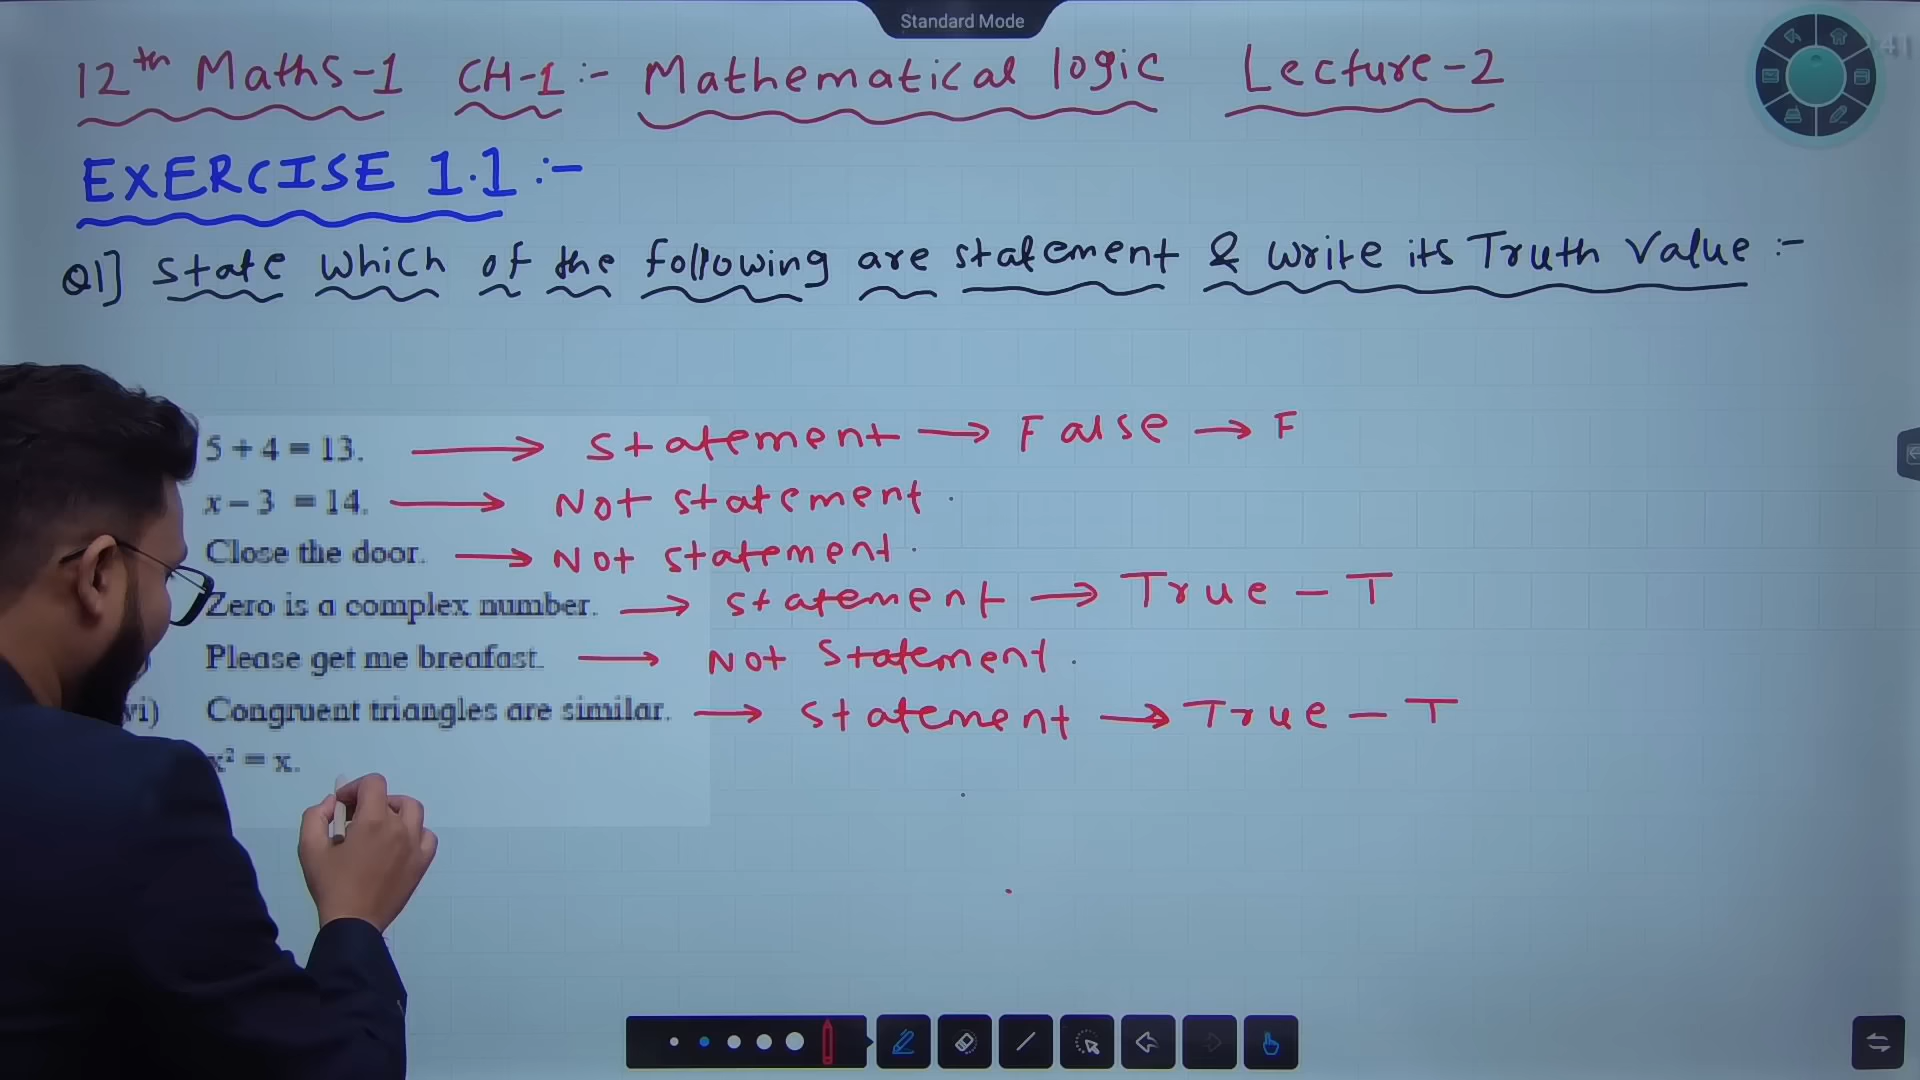 Standard Mode
12th Maths-1 CH-1:- Mathematical logic Lecture-2
EXERCISE 1.1 :-
Q1] State which of the following are statement & write its Truth Value :-
5 + 4 = 13. → Statement → False → F
x – 3 = 14. → Not statement.
Close the door. → Not statement.
Zero is a complex number. → statement → True – T
Please get me breafast. → Not Statement.
vi) Congruent triangles are similar. → statement → True – T
x² = x.